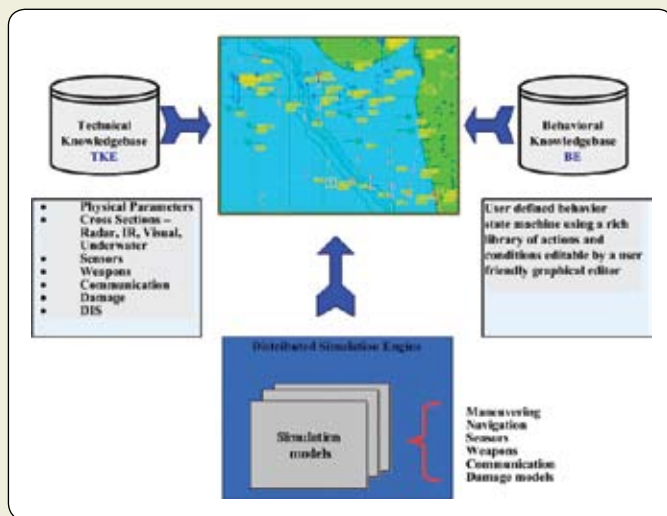 Technical
Knowledgebase
TKE
Behavioral
Knowledgebase
BE
• Physical Parameters
• Cross Sections –
Radar, IR, Visual,
Underwater
• Sensors
• Weapons
• Communication
• Damage
• DIS
User defined behavior
state machine using a rich
library of actions and
conditions editable by a user
friendly graphical editor
Distributed Simulation Engine
Simulation
models
Maneuvering
Navigation
Sensors
Weapons
Communication
Damage models